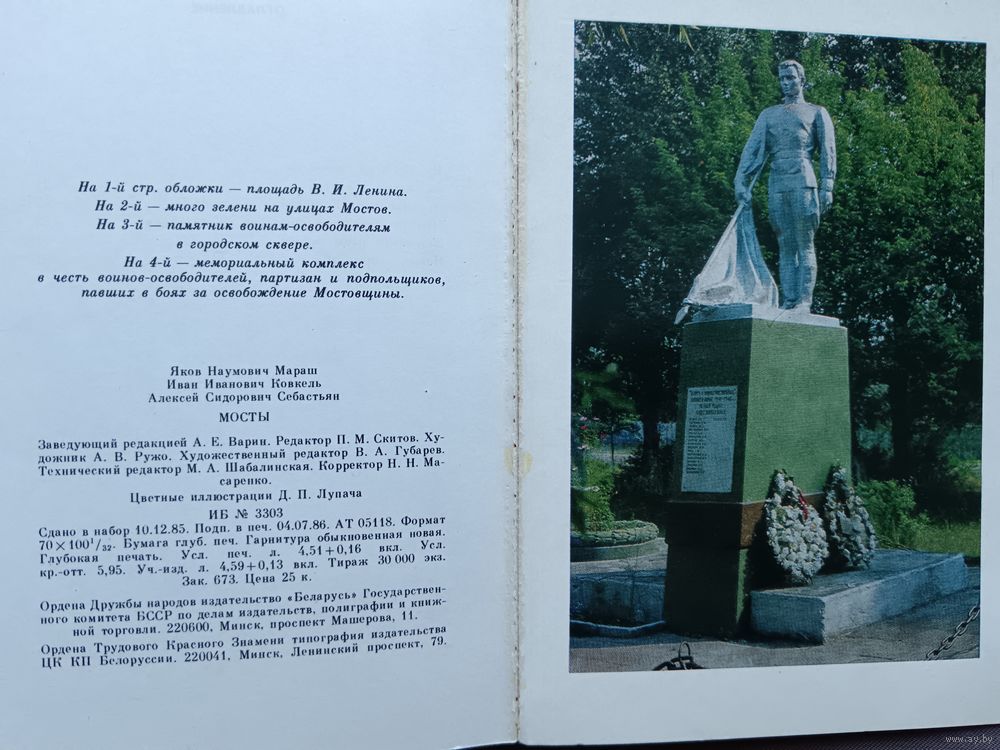 На 1-й стр. обложки — площадь В. И. Ленина.
На 2-й — много зелени на улицах Мостов.
На 3-й — памятник воинам-освободителям
в городском сквере.
На 4-й — мемориальный комплекс
в честь воинов-освободителей, партизан и подпольщиков,
павших в боях за освобождение Мостовщины.
Яков Наумович Мараш
Иван Иванович Ковкель
Алексей Сидорович Себастьян
МОСТЫ
Заведующий редакцией А. Е. Варин. Редактор П. М. Скитов. Ху-
дожник А. В. Ружо. Художественный редактор В. А. Губарев.
Технический редактор М. А. Шабалинская. Корректор Н. Н. Ма-
саренко.
Цветные иллюстрации Д. П. Лупача
ИБ № 3303
Сдано в набор 10.12.85. Подп. в печ. 04.07.86. АТ 05118. Формат
70×100¹/₃₂. Бумага глуб. печ. Гарнитура обыкновенная новая.
Глубокая печать. Усл. печ. л. 4,51+0,16 вкл. Усл.
кр.-отт. 5,95. Уч.-изд. л. 4,59+0,13 вкл. Тираж 30 000 экз.
Зак. 673. Цена 25 к.
Ордена Дружбы народов издательство «Беларусь» Государствен-
ного комитета БССР по делам издательств, полиграфии и книж-
ной торговли. 220600, Минск, проспект Машерова, 11.
Ордена Трудового Красного Знамени типография издательства
ЦК КП Белоруссии. 220041, Минск, Ленинский проспект, 79.
www.ay.by